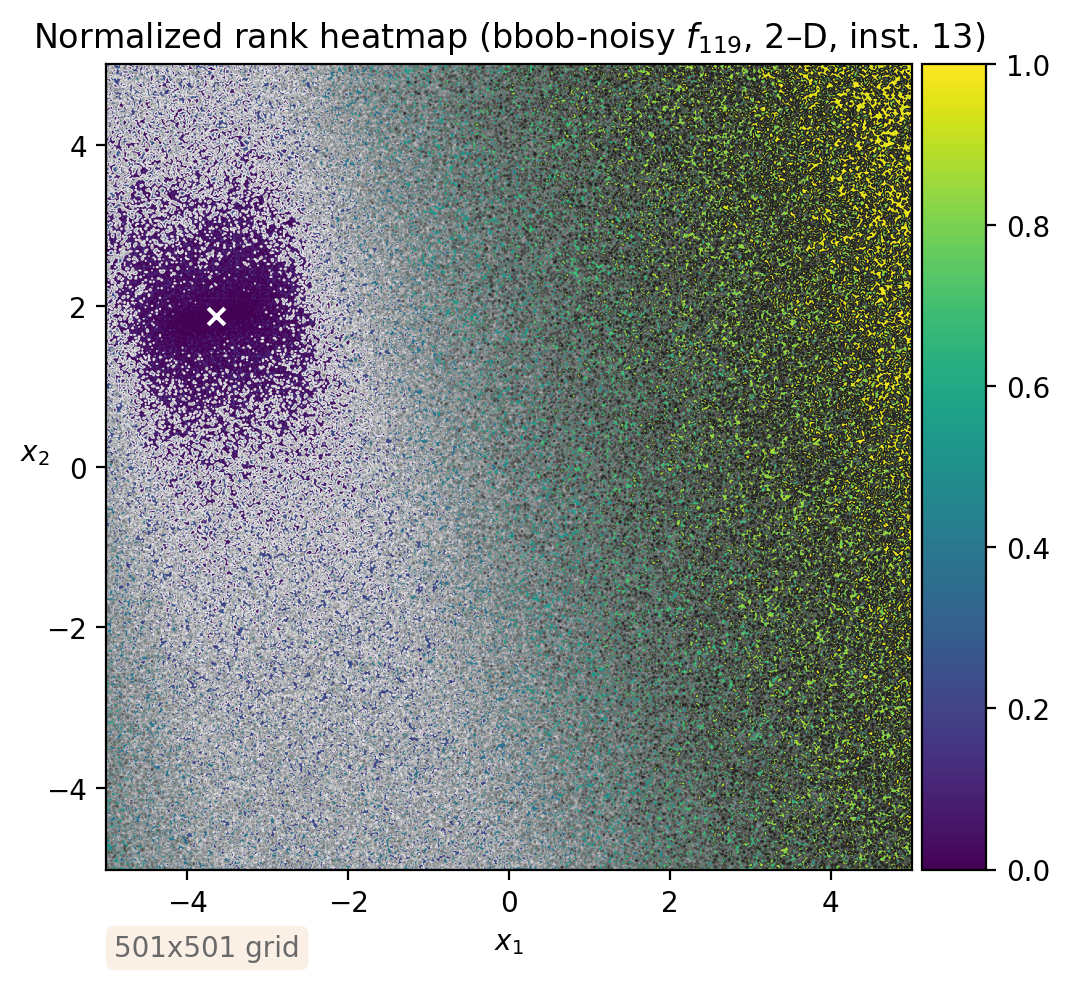 Normalized rank heatmap (bbob-noisy f₁₁₉, 2–D, inst. 13)
1.0
0.8
0.6
0.4
0.2
0.0
4
2
0
−2
−4
x₂
−4 −2 0 2 4
x₁
501x501 grid